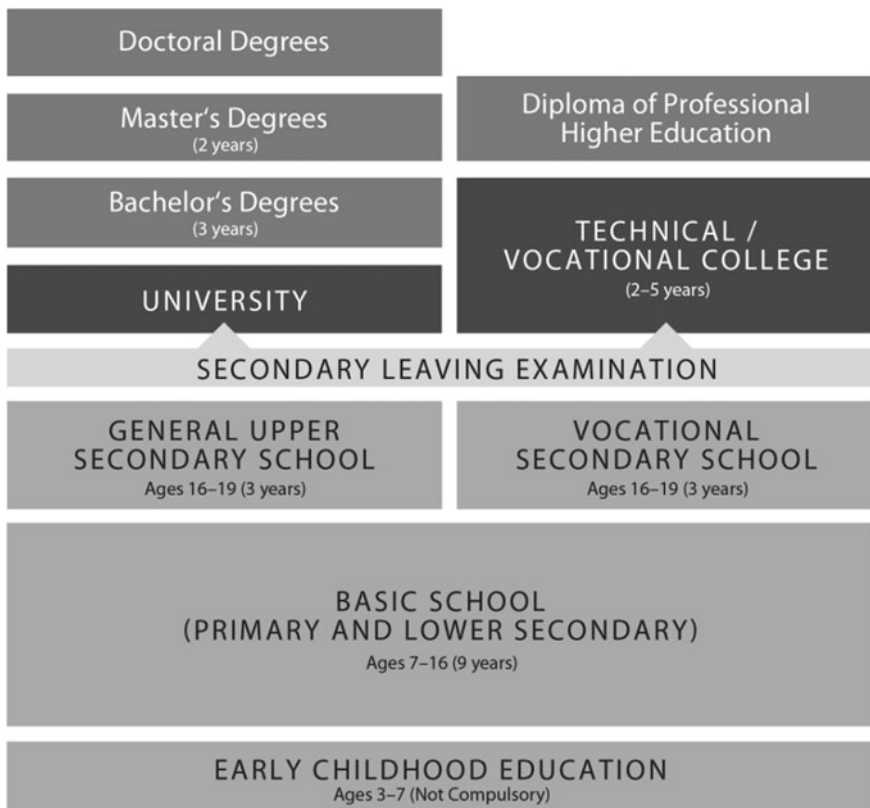 Doctoral Degrees
Master‘s Degrees
(2 years)
Bachelor‘s Degrees
(3 years)
UNIVERSITY
Diploma of Professional
Higher Education
TECHNICAL /
VOCATIONAL COLLEGE
(2–5 years)
SECONDARY LEAVING EXAMINATION
GENERAL UPPER
SECONDARY SCHOOL
Ages 16–19 (3 years)
VOCATIONAL
SECONDARY SCHOOL
Ages 16–19 (3 years)
BASIC SCHOOL
(PRIMARY AND LOWER SECONDARY)
Ages 7–16 (9 years)
EARLY CHILDHOOD EDUCATION
Ages 3–7 (Not Compulsory)